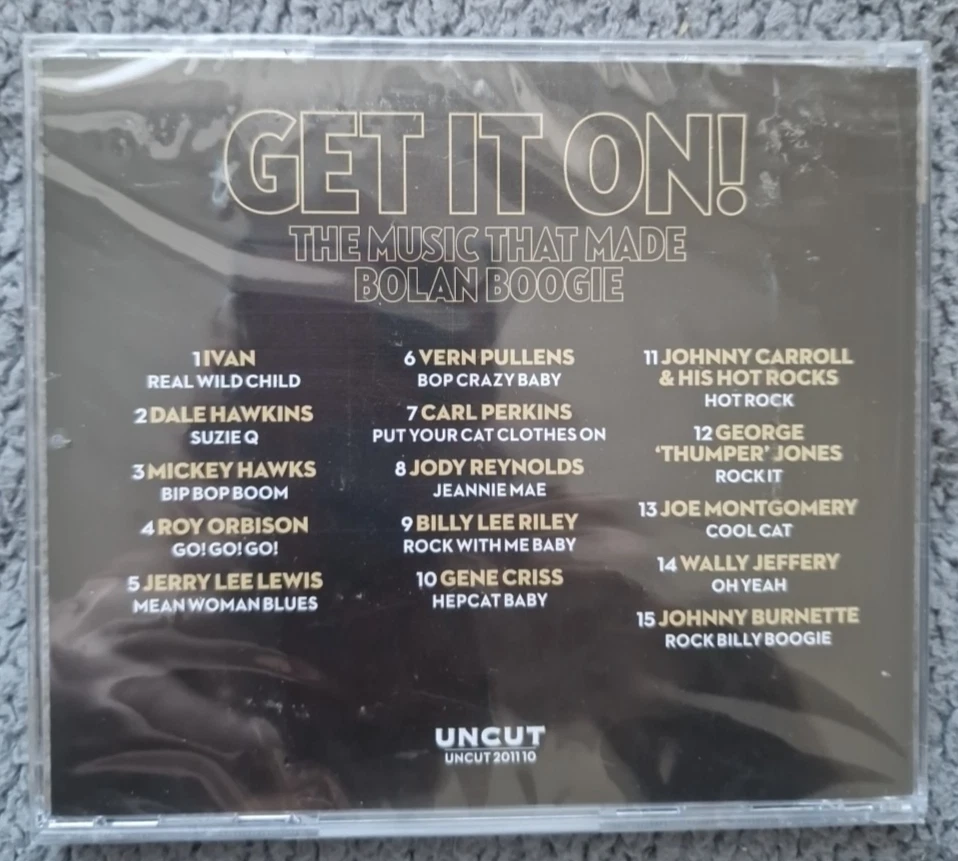 GET IT ON!
THE MUSIC THAT MADE
BOLAN BOOGIE
1 IVAN
REAL WILD CHILD
2 DALE HAWKINS
SUZIE Q
3 MICKEY HAWKS
BIP BOP BOOM
4 ROY ORBISON
GO! GO! GO!
5 JERRY LEE LEWIS
MEAN WOMAN BLUES
6 VERN PULLENS
BOP CRAZY BABY
7 CARL PERKINS
PUT YOUR CAT CLOTHES ON
8 JODY REYNOLDS
JEANNIE MAE
9 BILLY LEE RILEY
ROCK WITH ME BABY
10 GENE CRISS
HEPCAT BABY
11 JOHNNY CARROLL
& HIS HOT ROCKS
HOT ROCK
12 GEORGE
‘THUMPER’ JONES
ROCK IT
13 JOE MONTGOMERY
COOL CAT
14 WALLY JEFFERY
OH YEAH
15 JOHNNY BURNETTE
ROCK BILLY BOOGIE
UNCUT
UNCUT 2011 10